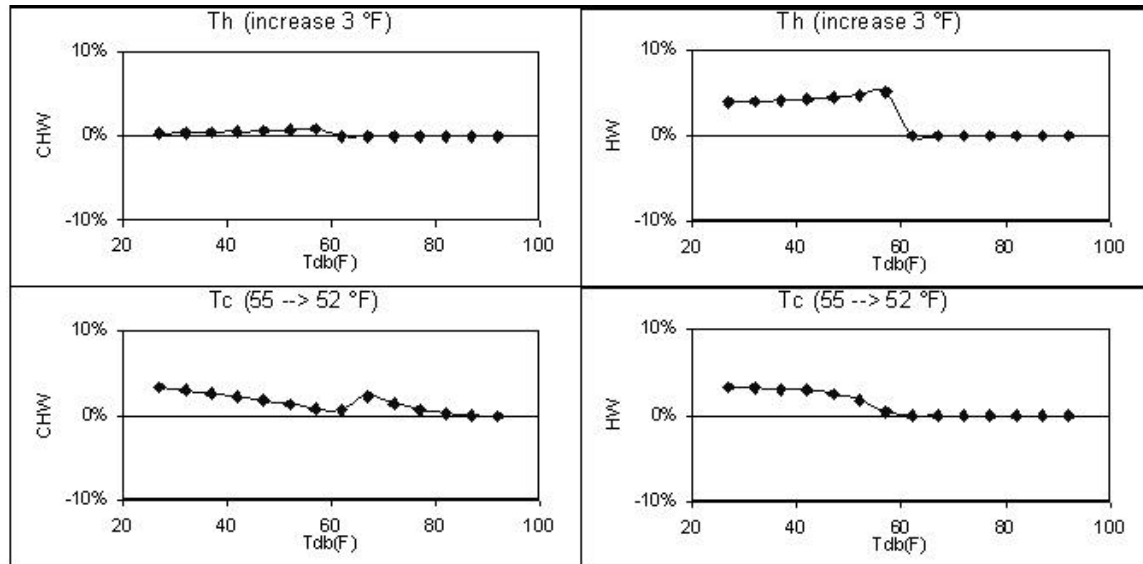 Th (increase 3 °F)
10%
0%
-10%
CHW
20 40 60 80 100
Tdb(F)
Th (increase 3 °F)
10%
0%
-10%
HW
20 40 60 80 100
Tdb(F)
Tc (55 --> 52 °F)
10%
0%
-10%
CHW
20 40 60 80 100
Tdb(F)
Tc (55 --> 52 °F)
10%
0%
-10%
HW
20 40 60 80 100
Tdb(F)